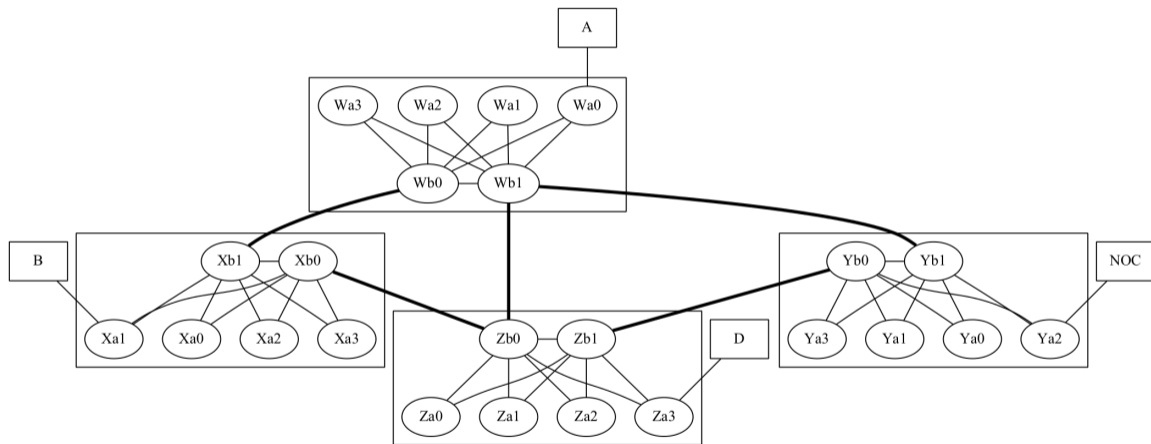 A
Wa3 Wa2 Wa1 Wa0
Wb0 Wb1
B Xb1 Xb0 Yb0 Yb1 NOC
Xa1 Xa0 Xa2 Xa3 Zb0 Zb1 D Ya3 Ya1 Ya0 Ya2
Za0 Za1 Za2 Za3